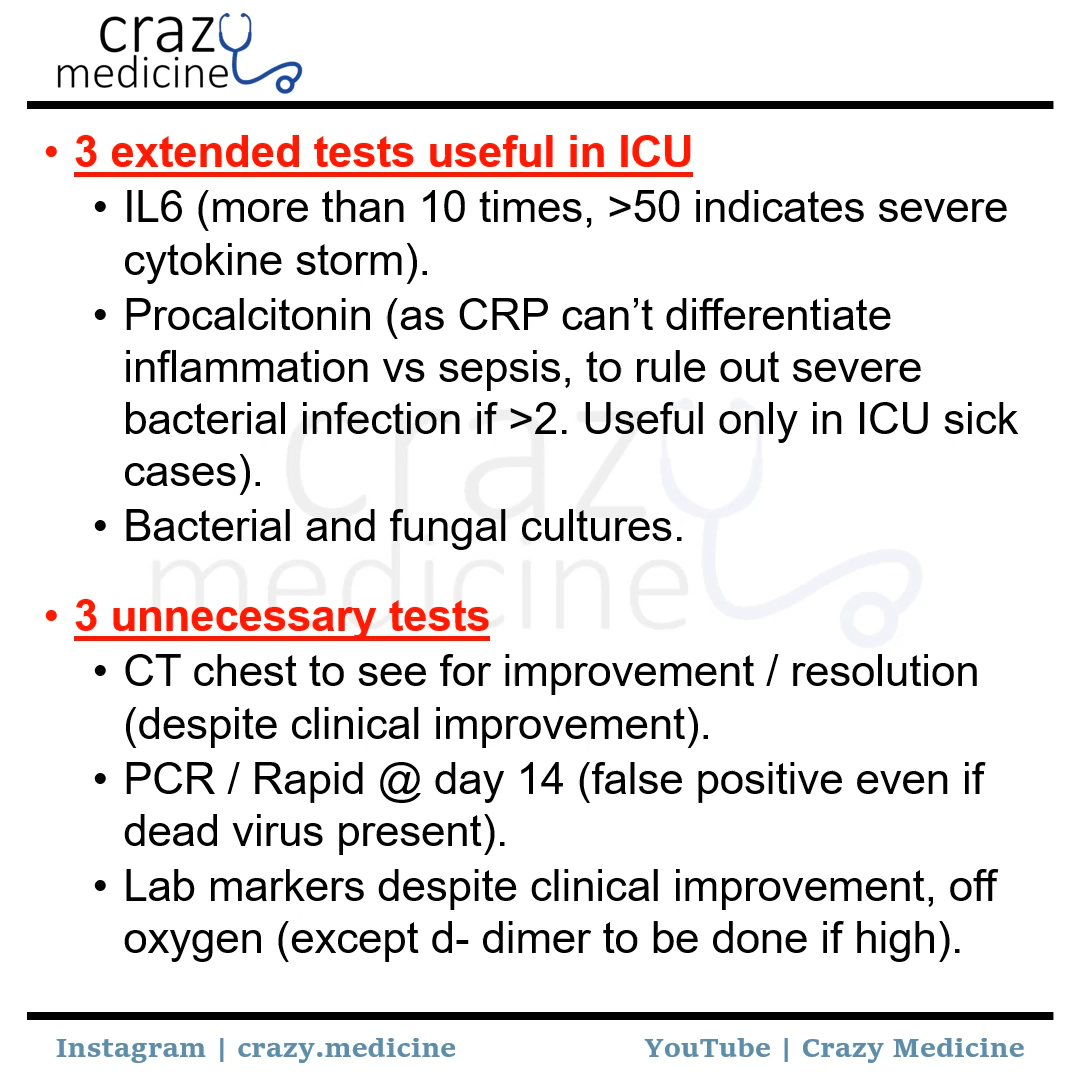 crazy
medicine
• 3 extended tests useful in ICU
• IL6 (more than 10 times, >50 indicates severe
cytokine storm).
• Procalcitonin (as CRP can’t differentiate
inflammation vs sepsis, to rule out severe
bacterial infection if >2. Useful only in ICU sick
cases).
• Bacterial and fungal cultures.
• 3 unnecessary tests
• CT chest to see for improvement / resolution
(despite clinical improvement).
• PCR / Rapid @ day 14 (false positive even if
dead virus present).
• Lab markers despite clinical improvement, off
oxygen (except d- dimer to be done if high).
crazy
medicine
Instagram | crazy.medicine
YouTube | Crazy Medicine